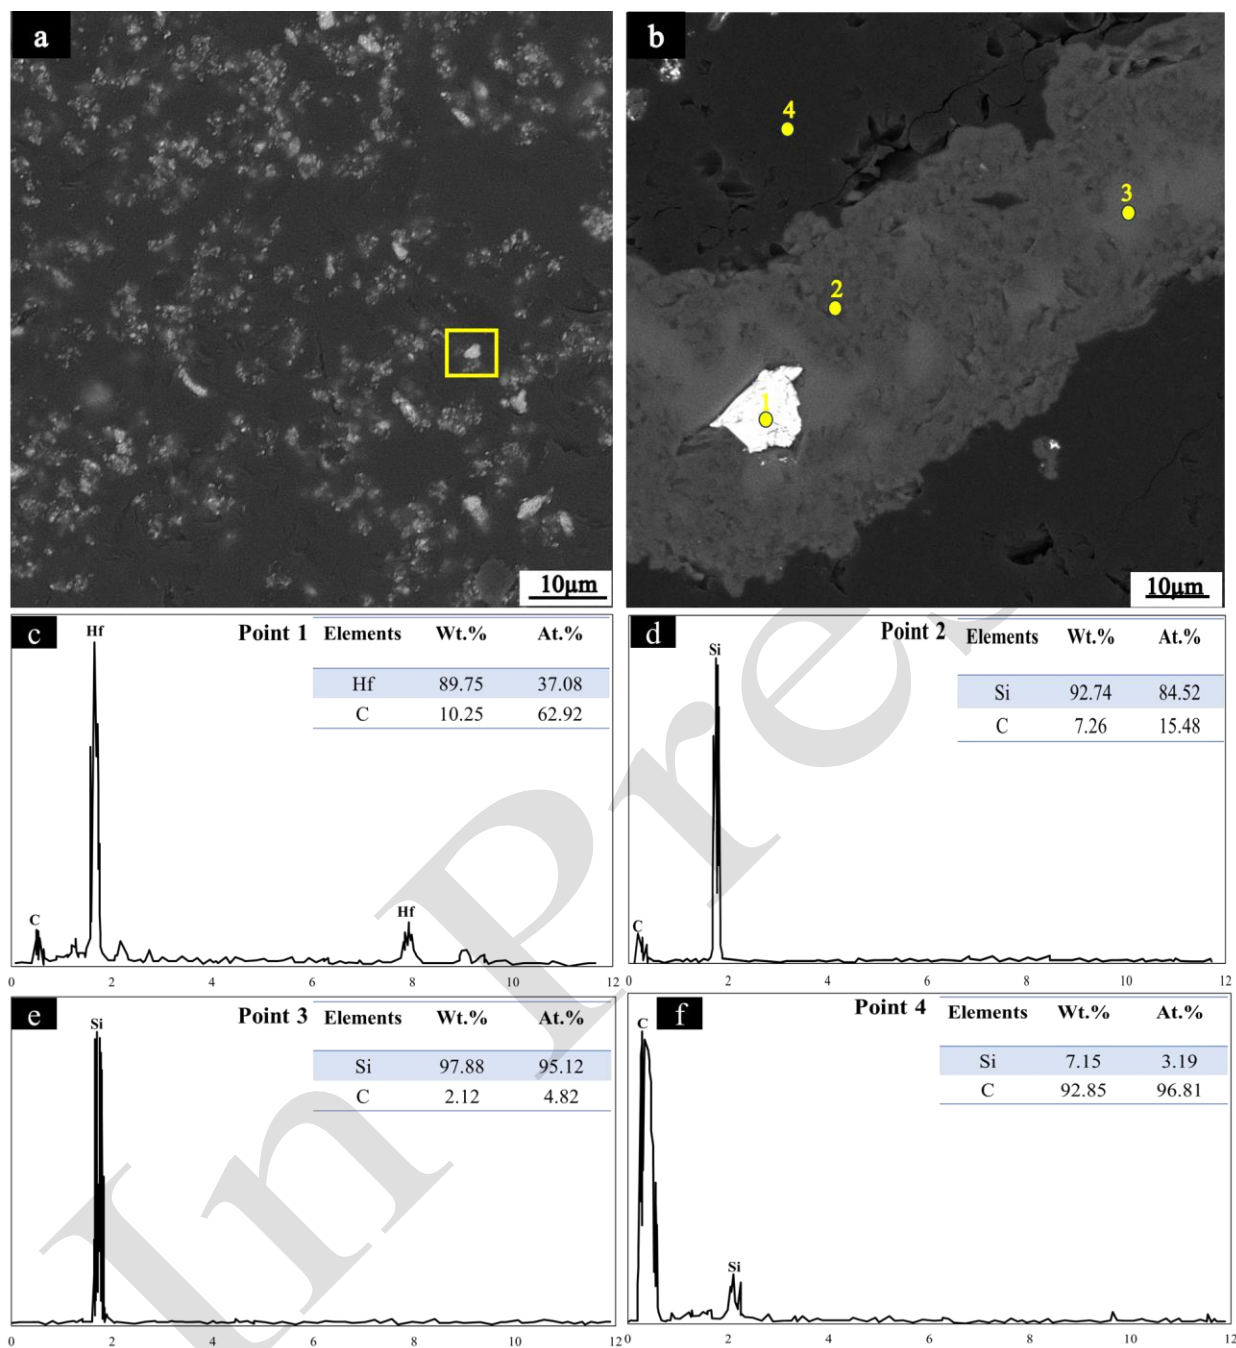 a
b
4
3
2
1
10μm
10μm
c
Hf
Point 1
Elements Wt.% At.%
Hf 89.75 37.08
C 10.25 62.92
C
Hf
0 2 4 6 8 10 12
d
Si
Point 2
Elements Wt.% At.%
Si 92.74 84.52
C 7.26 15.48
C
0 2 4 6 8 10 12
e
Si
Point 3
Elements Wt.% At.%
Si 97.88 95.12
C 2.12 4.82
0 2 4 6 8 10 12
C
f
Point 4
Elements Wt.% At.%
Si 7.15 3.19
C 92.85 96.81
Si
0 2 4 6 8 10 12
In Press